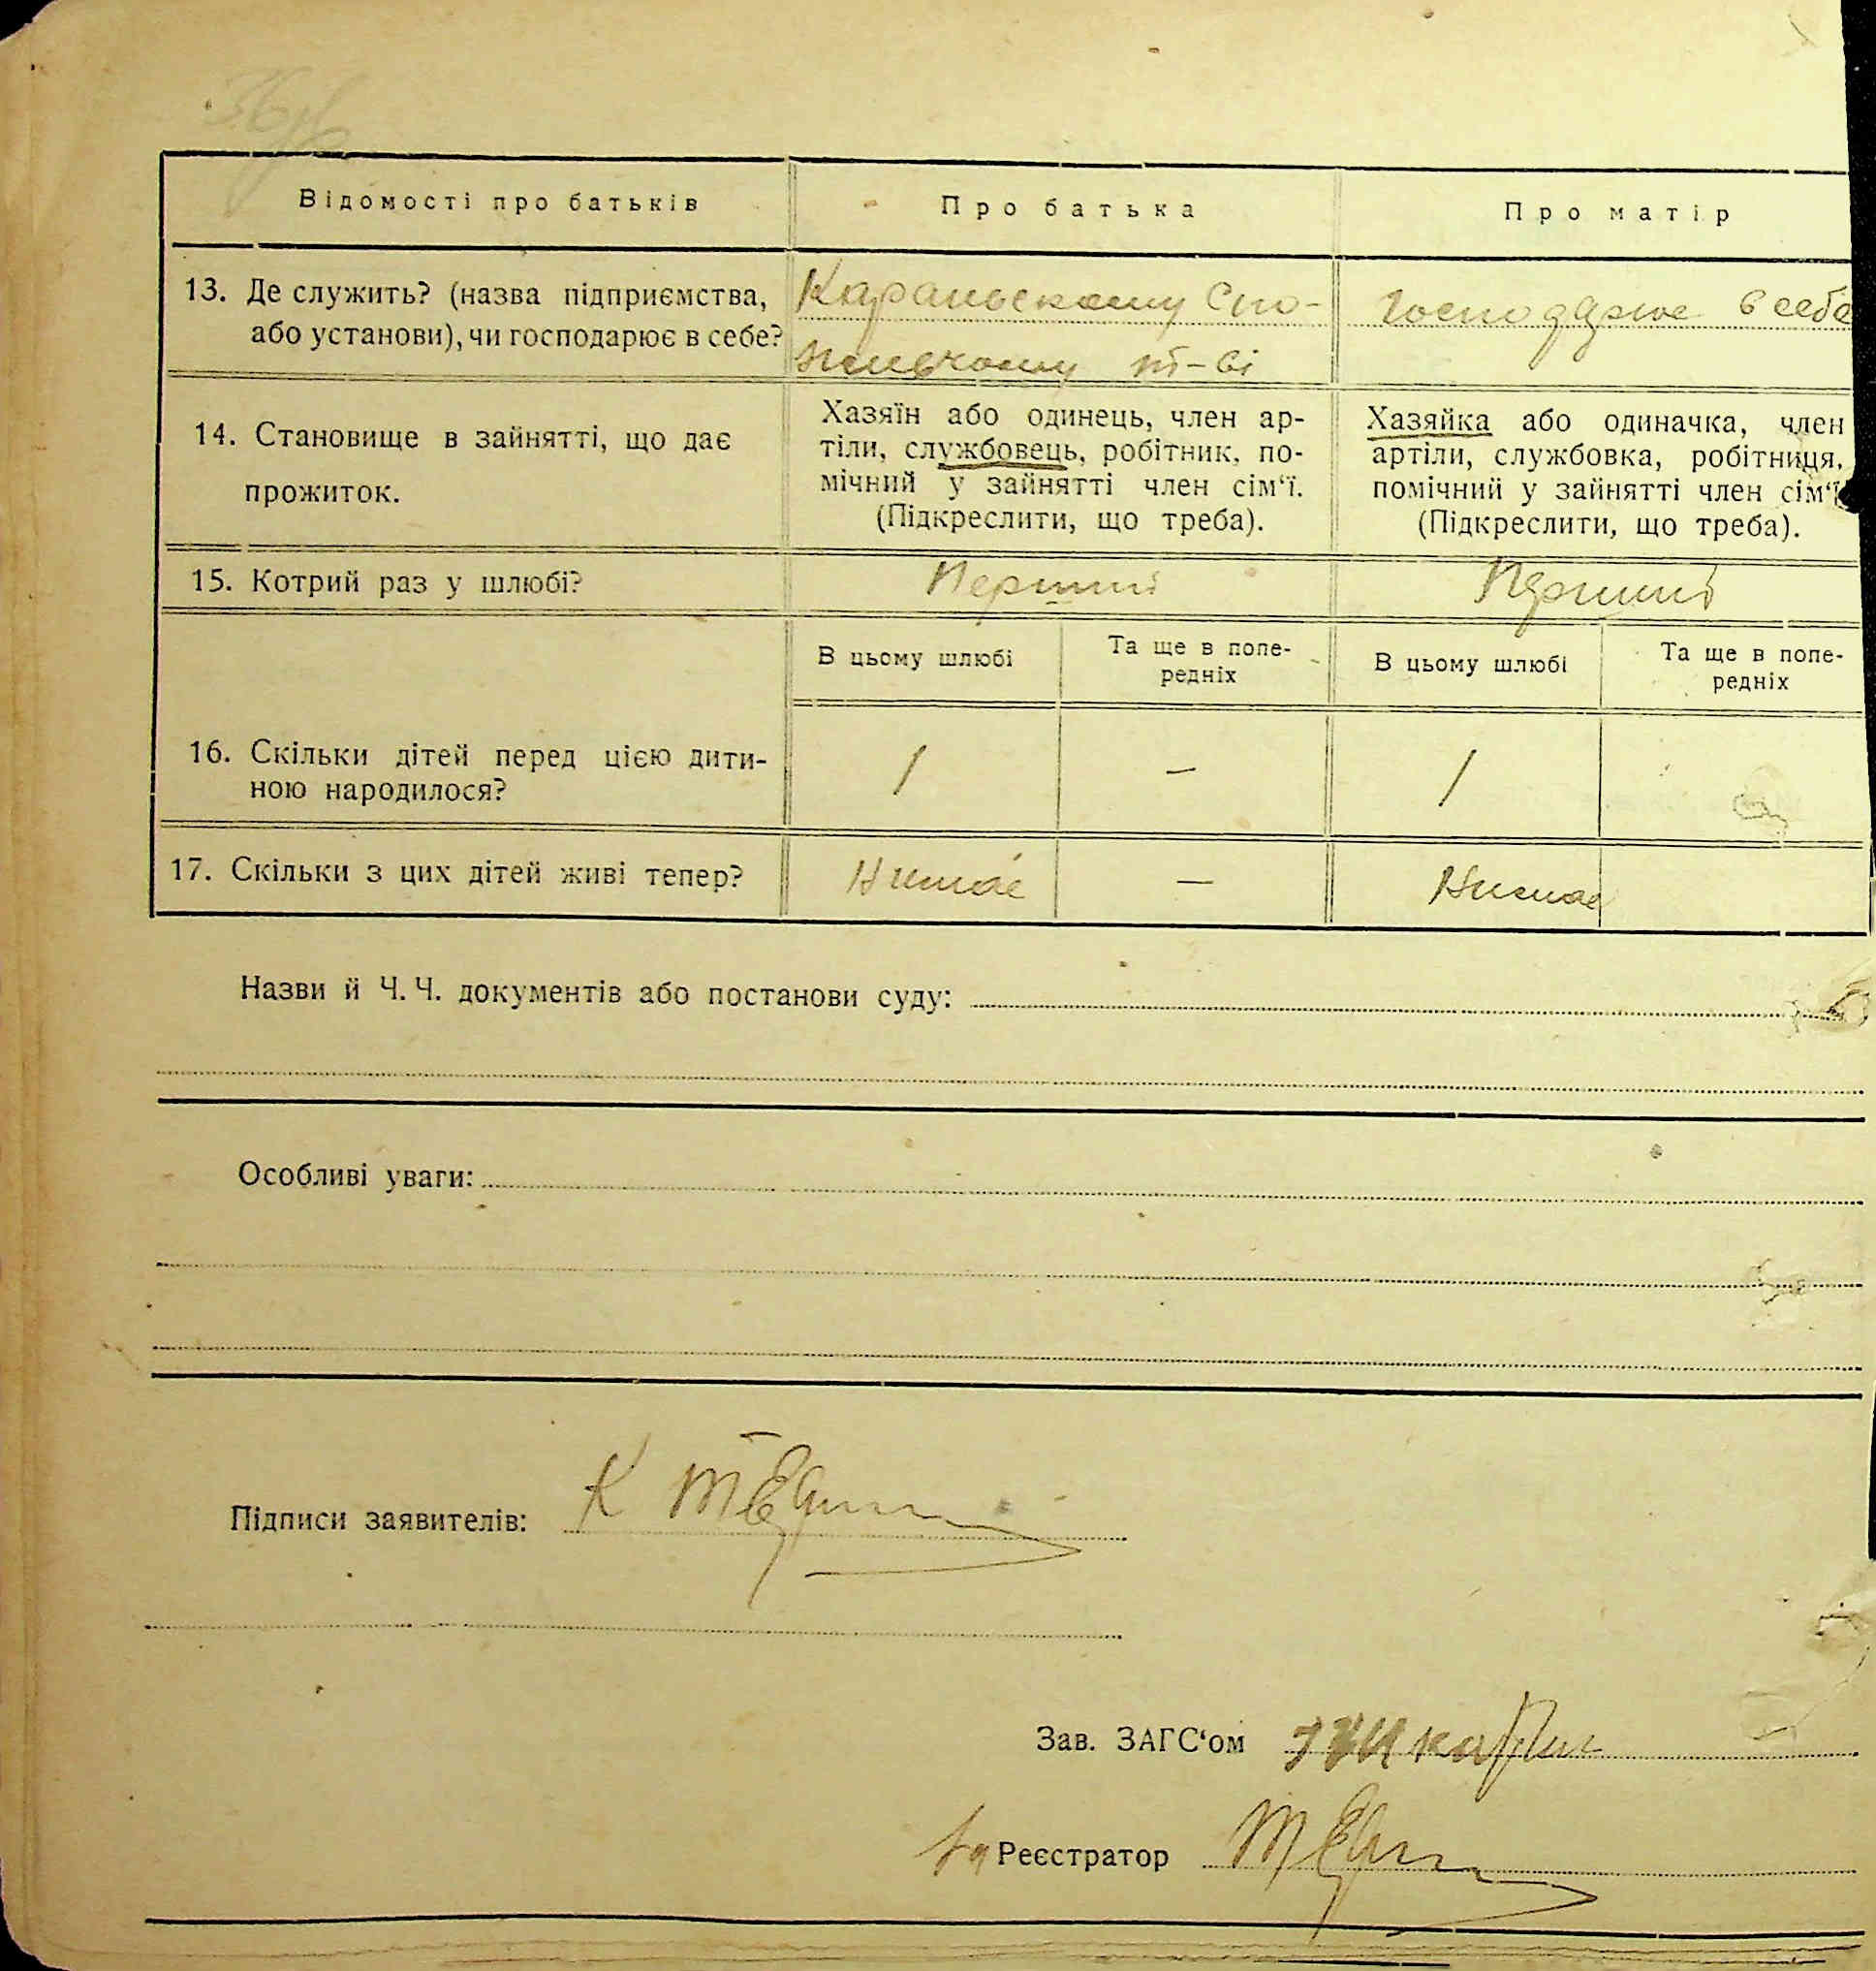 Відомості про батьків
Про батька
Про матір
13. Де служить? (назва підприємства,
або установи), чи господарює в себе?
Караньскому Спо-
живчому т-ві
Господарює в себе
14. Становище в зайнятті, що дає
прожиток.
Хазяїн або одинець, член ар-
тіли, службовець, робітник, по-
мічний у зайнятті член сім‘ї.
(Підкреслити, що треба).
Хазяйка або одиначка, член
артіли, службовка, робітниця,
помічний у зайнятті член сім‘ї
(Підкреслити, що треба).
15. Котрий раз у шлюбі?
Перший
Перший
В цьому шлюбі
Та ще в попе-
редніх
В цьому шлюбі
Та ще в попе-
редніх
16. Скільки дітей перед цією дити-
ною народилося?
1
—
1
17. Скільки з цих дітей живі тепер?
Нимає
—
Нимає
Назви й Ч. Ч. документів або постанови суду:
Особливі уваги:
Підписи заявителів: К
Зав. ЗАГС‘ом
За Реєстратор